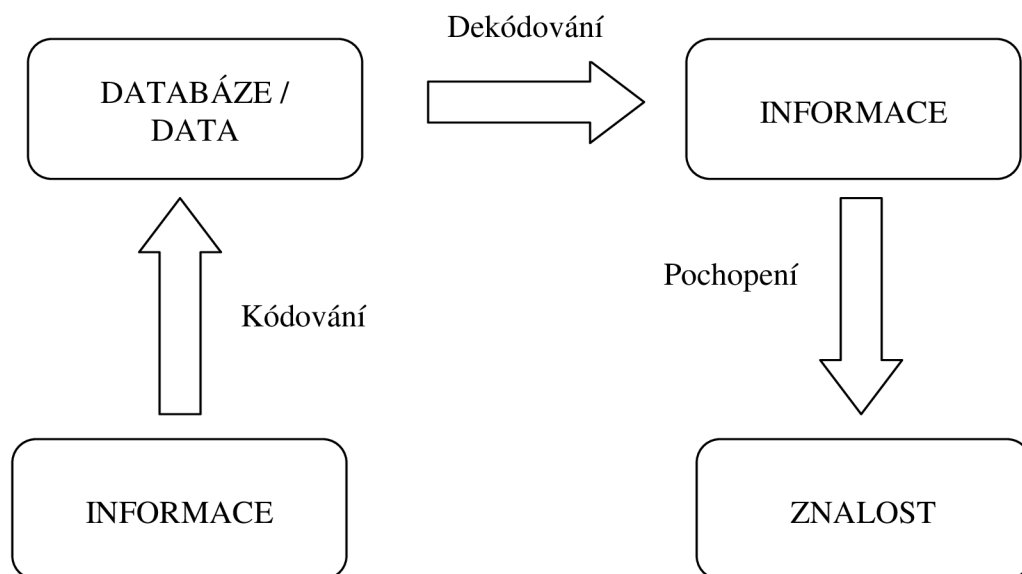 Dekódování
DATABÁZE /
DATA
INFORMACE
Pochopení
Kódování
INFORMACE
ZNALOST